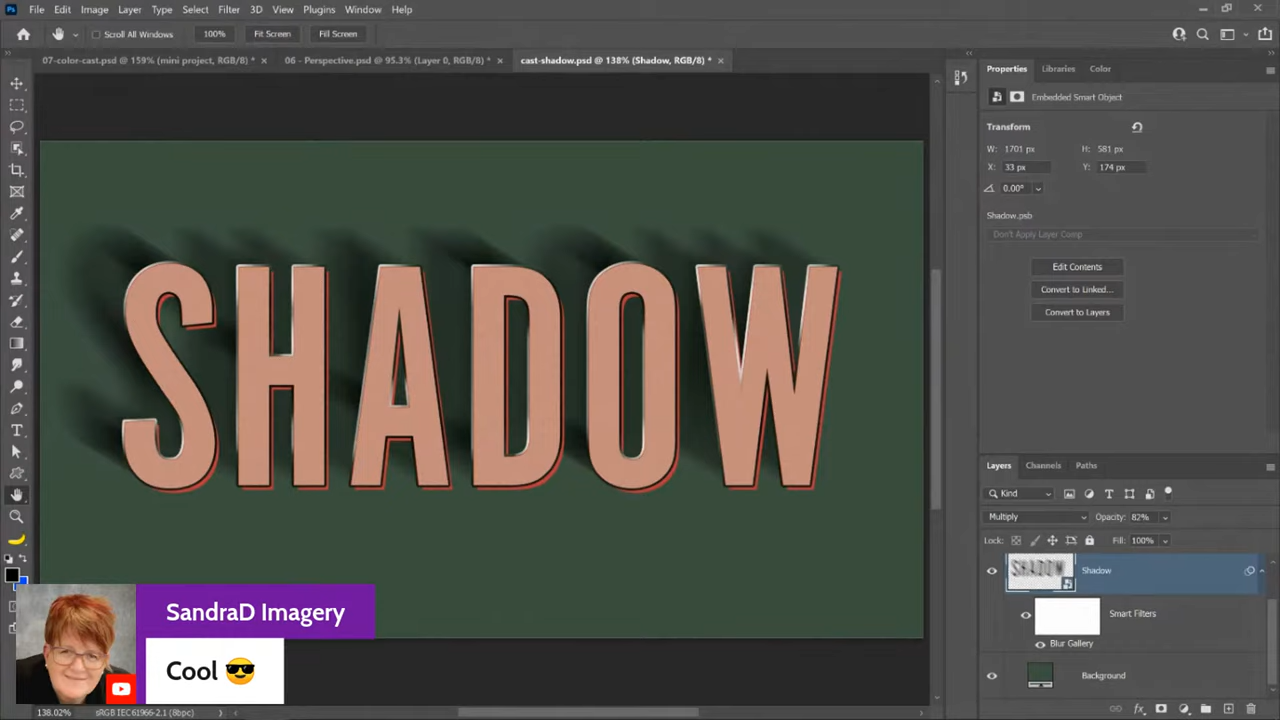 Ps File Edit Image Layer Type Select Filter 3D View Plugins Window Help
Scroll All Windows 100% Fit Screen Fill Screen
07-color-cast.psd @ 159% (mini project, RGB/8) * × 06 - Perspective.psd @ 95.3% (Layer 0, RGB/8) * × cast-shadow.psd @ 138% (Shadow, RGB/8) * ×
Properties Libraries Color
Embedded Smart Object
Transform
W: 1701 px H: 581 px
X: 33 px Y: 174 px
0.00°
Shadow.psb
Don't Apply Layer Comp
Edit Contents
Convert to Linked...
Convert to Layers
SHADOW
Layers Channels Paths
Kind
Multiply Opacity: 82%
Lock: Fill: 100%
SHADOW Shadow
Smart Filters
Blur Gallery
Background
SandraD Imagery
Cool 😎
138.02% sRGB IEC61966-2.1 (8bpc)